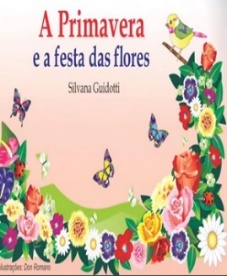 A Primavera
e a festa das flores
Silvana Guidotti
Ilustrações: Don Romano